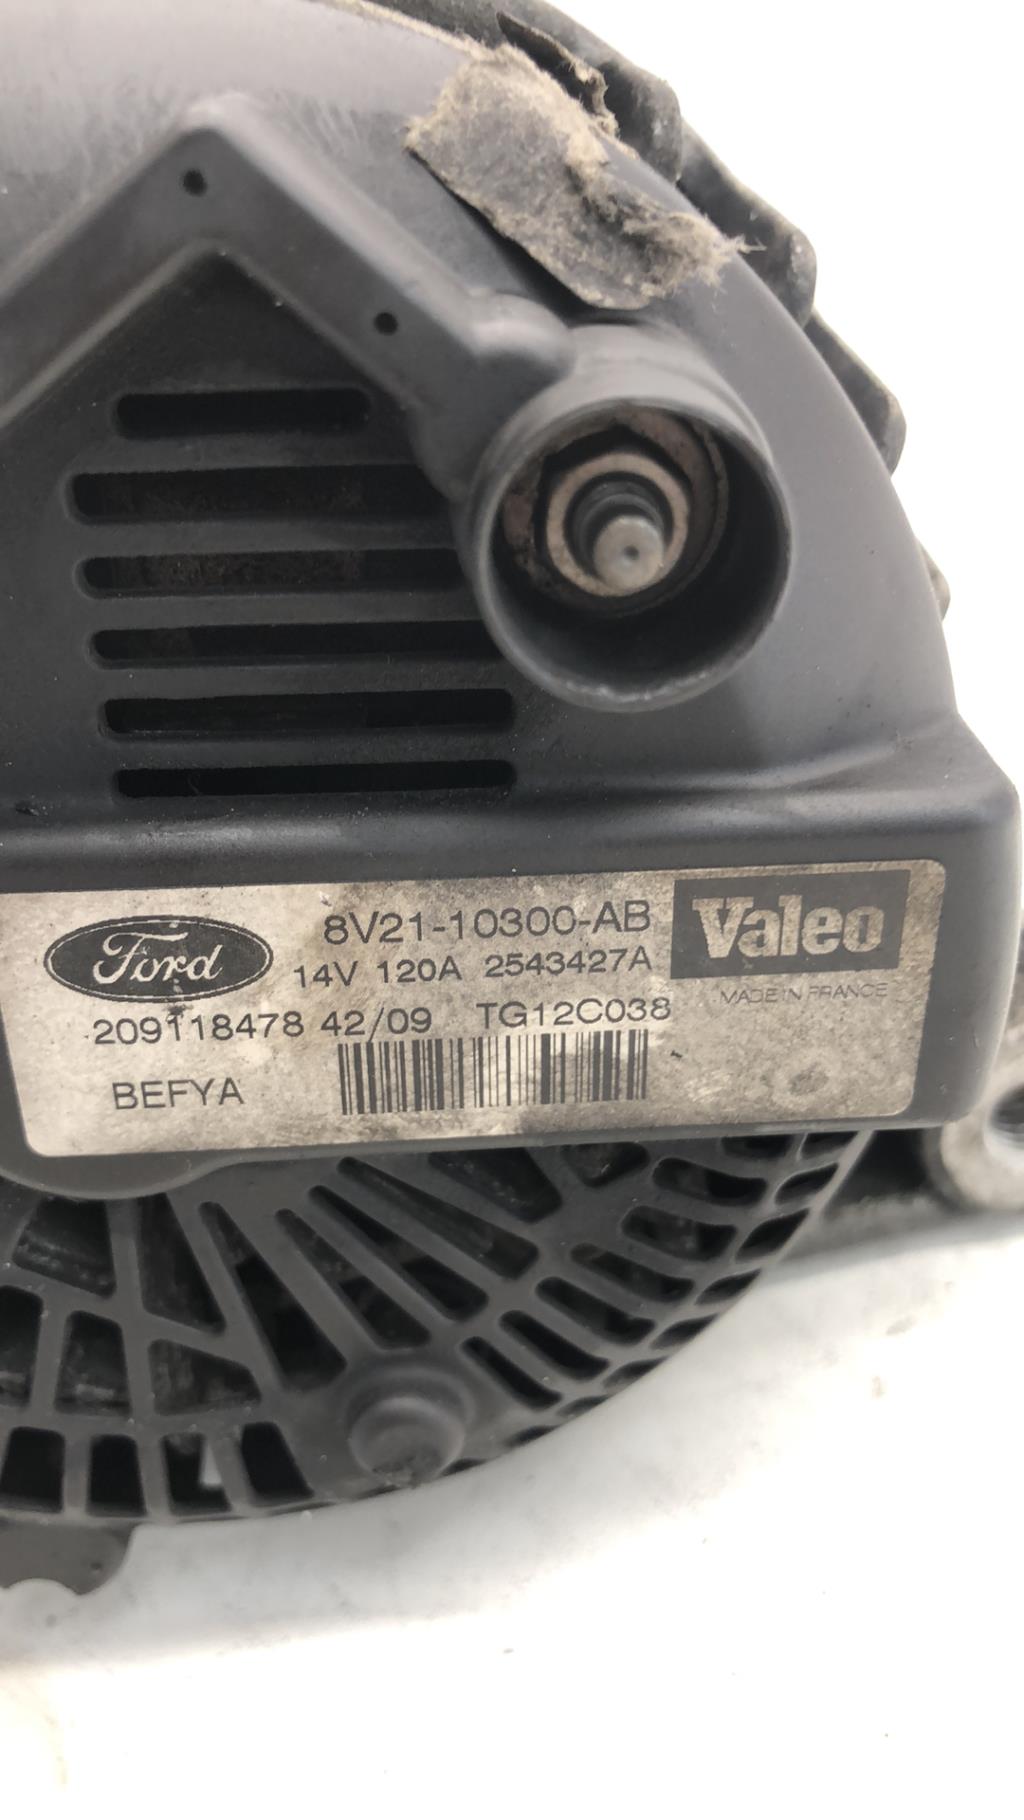 Ford
8V21-10300-AB
14V 120A 2543427A
Valeo
MADE IN FRANCE
209118478 42/09 TG12C038
BEFYA